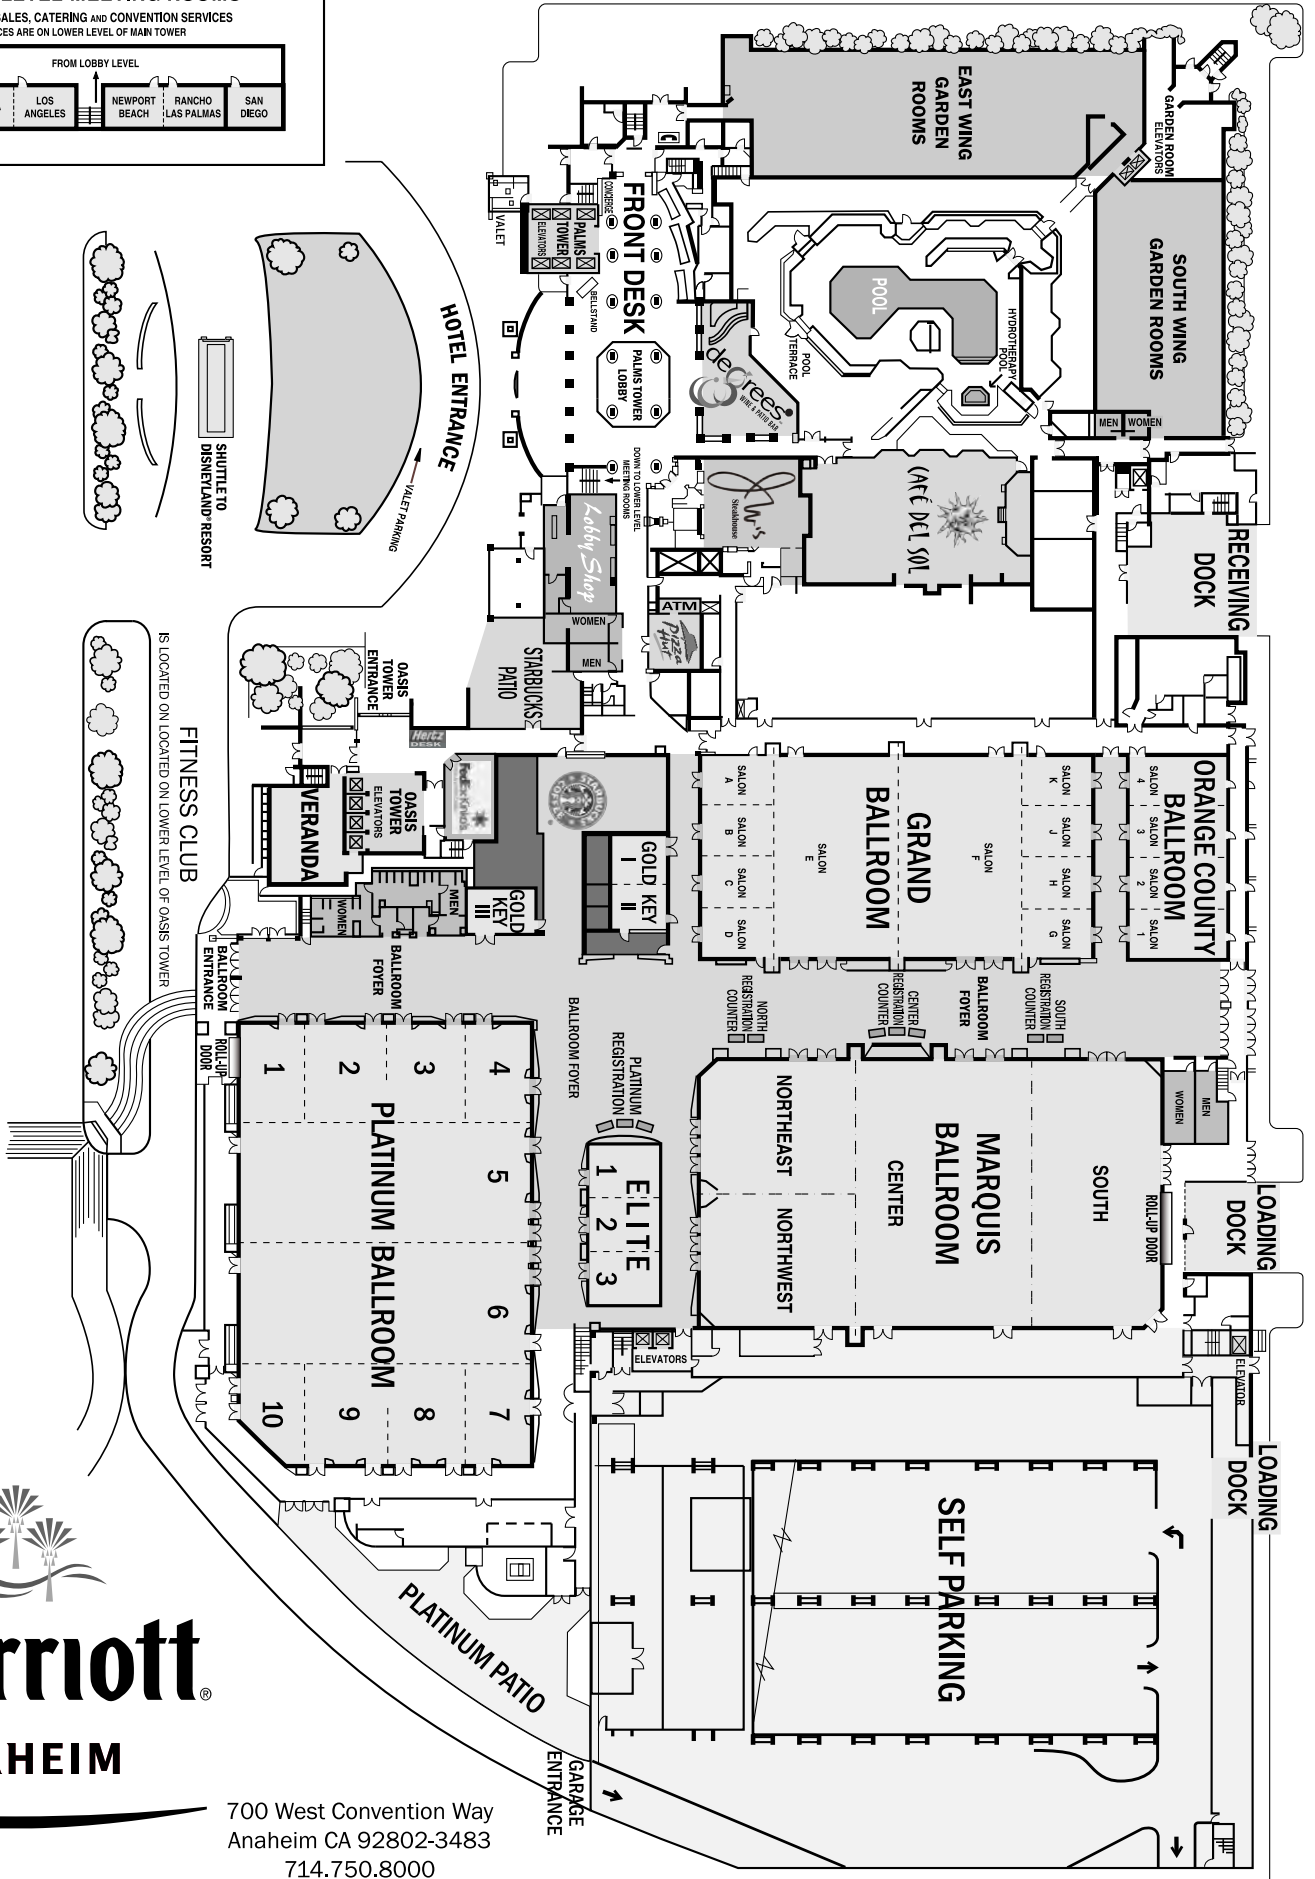 SALES, CATERING AND CONVENTION SERVICES
ARE ON LOWER LEVEL OF MAIN TOWER
FROM LOBBY LEVEL
LOS
ANGELES
NEWPORT
BEACH
RANCHO
LAS PALMAS
SAN
DIEGO
EAST WING
GARDEN
ROOMS
GARDEN ROOM
ELEVATORS
SOUTH WING
GARDEN ROOMS
VALET
CONCIERGE
PALMS
TOWER
ELEVATORS
FRONT DESK
BELLSTAND
PALMS TOWER
LOBBY
POOL
HYDROTHERAPY
POOL
POOL
TERRACE
degrees
WINE & PATIO BAR
MEN
WOMEN
HOTEL ENTRANCE
VALET PARKING
SHUTTLE TO
DISNEYLAND® RESORT
DOWN TO LOWER LEVEL
MEETING ROOMS
JW's
Steakhouse
CAFÉ DEL SOL
Lobby Shop
RECEIVING
DOCK
WOMEN
MEN
ATM
Pizza
Hut
STARBUCKS
PATIO
OASIS
TOWER
ENTRANCE
Hertz
DESK
FITNESS CLUB
IS LOCATED ON LOCATED ON LOWER LEVEL OF OASIS TOWER
VERANDA
OASIS
TOWER
ELEVATORS
FedEx Kinko's
STARBUCKS
COFFEE
GOLD KEY
I
II
GOLD
KEY
III
WOMEN
MEN
GRAND
BALLROOM
SALON
A
SALON
B
SALON
C
SALON
D
SALON
E
SALON
F
SALON
K
SALON
J
SALON
H
SALON
G
ORANGE COUNTY
BALLROOM
SALON
4
SALON
3
SALON
2
SALON
1
BALLROOM
ENTRANCE
BALLROOM
FOYER
BALLROOM FOYER
NORTH
REGISTRATION
COUNTER
CENTER
REGISTRATION
COUNTER
BALLROOM
FOYER
SOUTH
REGISTRATION
COUNTER
ROLL-UP
DOOR
PLATINUM BALLROOM
1
2
3
4
5
6
7
8
9
10
PLATINUM
REGISTRATION
ELITE
1
2
3
MARQUIS
BALLROOM
NORTHEAST
NORTHWEST
CENTER
SOUTH
ROLL-UP DOOR
WOMEN
MEN
LOADING
DOCK
ELEVATORS
ELEVATOR
LOADING
DOCK
SELF PARKING
PLATINUM PATIO
GARAGE
ENTRANCE
rriott®
HEIM
700 West Convention Way
Anaheim CA 92802-3483
714.750.8000